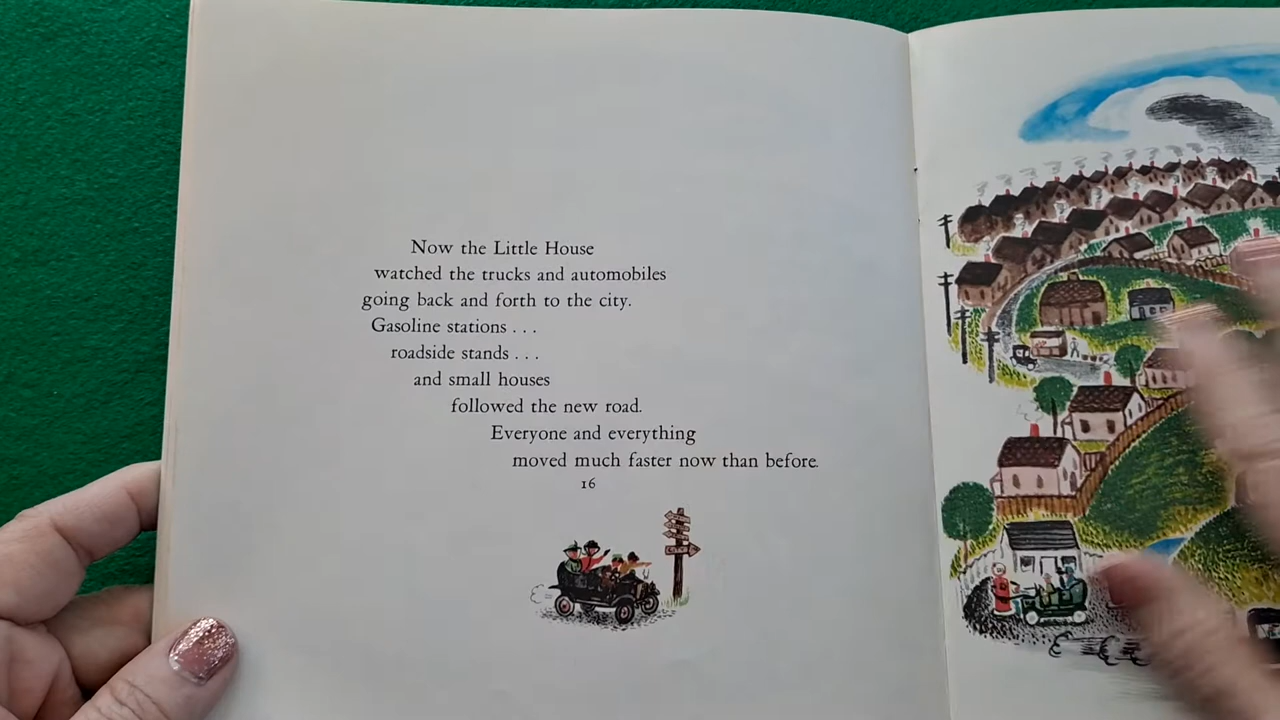 Now the Little House
watched the trucks and automobiles
going back and forth to the city.
Gasoline stations . . .
roadside stands . . .
and small houses
followed the new road.
Everyone and everything
moved much faster now than before.
16